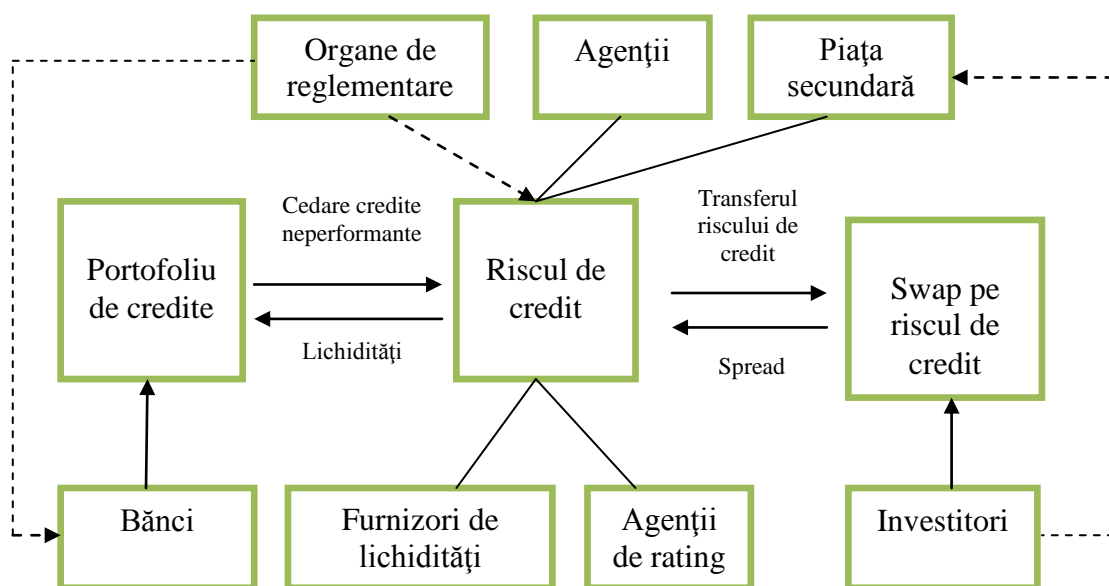 Organe de
reglementare
Agenţii
Piaţa
secundară
Cedare credite
neperformante
Transferul
riscului de
credit
Portofoliu
de credite
Riscul de
credit
Swap pe
riscul de
credit
Lichidităţi
Spread
Bănci
Furnizori de
lichidităţi
Agenţii
de rating
Investitori